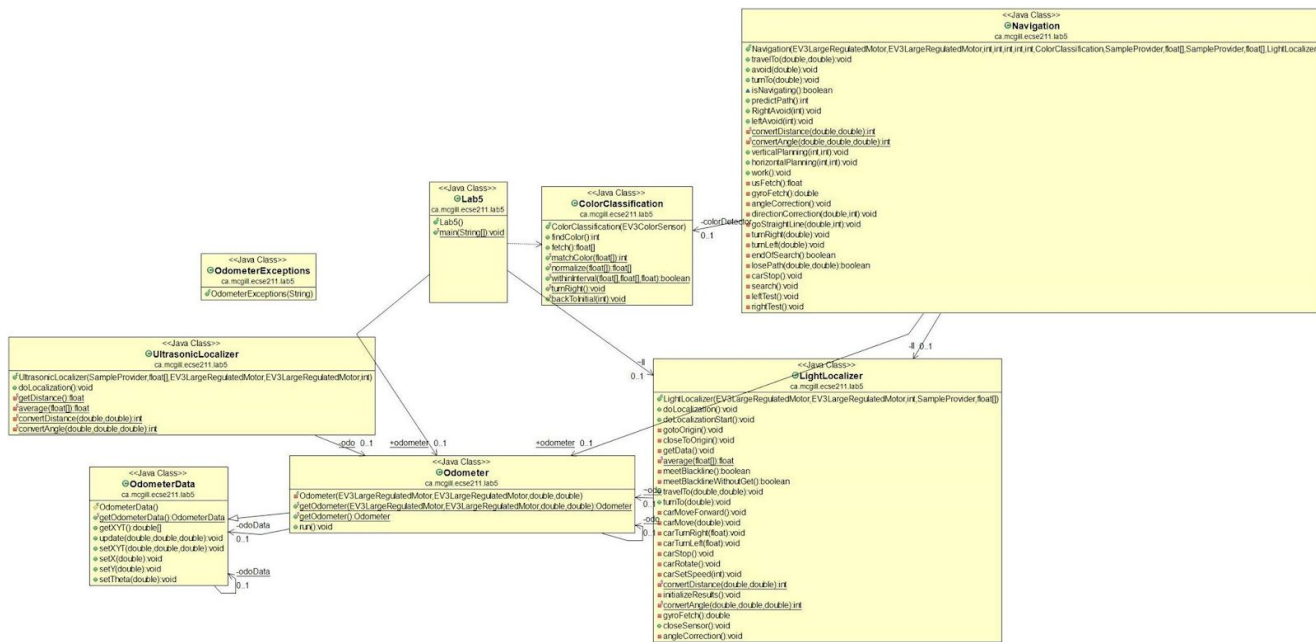 <<Java Class>>
Navigation
ca.mcgill.ecse211.lab5
Navigation(EV3LargeRegulatedMotor,EV3LargeRegulatedMotor,int,int,int,int,int,ColorClassification,SampleProvider,float[],SampleProvider,float[],LightLocalizer
travelTo(double,double):void
avoid(double):void
turnTo(double):void
isNavigating():boolean
predictPath():int
RightAvoid(int):void
leftAvoid(int):void
convertDistance(double,double):int
convertAngle(double,double,double):int
verticalPlanning(int,int):void
horizontalPlanning(int,int):void
work():void
usFetch():float
gyroFetch():double
angleCorrection():void
directionCorrection(double,int):void
goStraightLine(double,int):void
turnRight(double):void
turnLeft(double):void
endOfSearch():boolean
losePath(double,double):boolean
carStop():void
search():void
leftTest():void
rightTest():void
<<Java Class>>
Lab5
ca.mcgill.ecse211.lab5
Lab5()
main(String[]):void
<<Java Class>>
ColorClassification
ca.mcgill.ecse211.lab5
ColorClassification(EV3ColorSensor)
findColor():int
fetch():float[]
matchColor(float[]):int
normalize(float[]):float[]
withinInterval(float[],float[],float):boolean
turnRight():void
backToInitial(int):void
-colorDetector
0..1
<<Java Class>>
OdometerExceptions
ca.mcgill.ecse211.lab5
OdometerExceptions(String)
<<Java Class>>
UltrasonicLocalizer
ca.mcgill.ecse211.lab5
UltrasonicLocalizer(SampleProvider,float[],EV3LargeRegulatedMotor,EV3LargeRegulatedMotor,int)
doLocalization():void
getDistance():float
average(float[]):float
convertDistance(double,double):int
convertAngle(double,double,double):int
~ll
0..1
-ll 0..1
<<Java Class>>
LightLocalizer
ca.mcgill.ecse211.lab5
LightLocalizer(EV3LargeRegulatedMotor,EV3LargeRegulatedMotor,int,SampleProvider,float[])
doLocalization():void
doLocalizationStart():void
gotoOrigin():void
closeToOrigin():void
getData():void
average(float[]):float
meetBlackline():boolean
meetBlacklineWithoutGet():boolean
travelTo(double,double):void
turnTo(double):void
carMoveForward():void
carMove(double):void
carTurnRight(float):void
carTurnLeft(float):void
carStop():void
carRotate():void
carSetSpeed(int):void
convertDistance(double,double):int
initializeResults():void
convertAngle(double,double,double):int
gyroFetch():double
closeSensor():void
angleCorrection():void
-odo 0..1
+odometer 0..1
+odometer 0..1
<<Java Class>>
Odometer
ca.mcgill.ecse211.lab5
Odometer(EV3LargeRegulatedMotor,EV3LargeRegulatedMotor,double,double)
getOdometer(EV3LargeRegulatedMotor,EV3LargeRegulatedMotor,double,double):Odometer
getOdometer():Odometer
run():void
0..1
0..1
<<Java Class>>
OdometerData
ca.mcgill.ecse211.lab5
OdometerData()
getOdometerData():OdometerData
getXYT():double[]
update(double,double,double):void
setXYT(double,double,double):void
setX(double):void
setY(double):void
setTheta(double):void
-odoData
0..1
-odoData
0..1